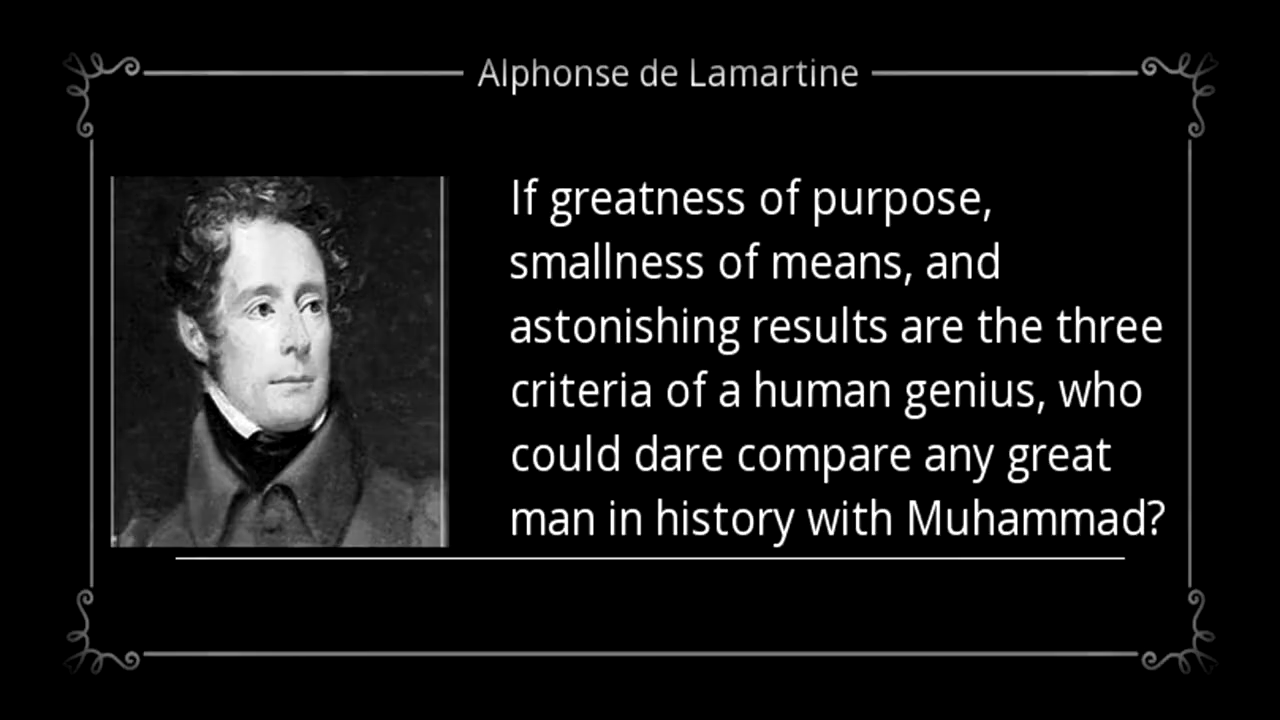 Alphonse de Lamartine
If greatness of purpose,
smallness of means, and
astonishing results are the three
criteria of a human genius, who
could dare compare any great
man in history with Muhammad?